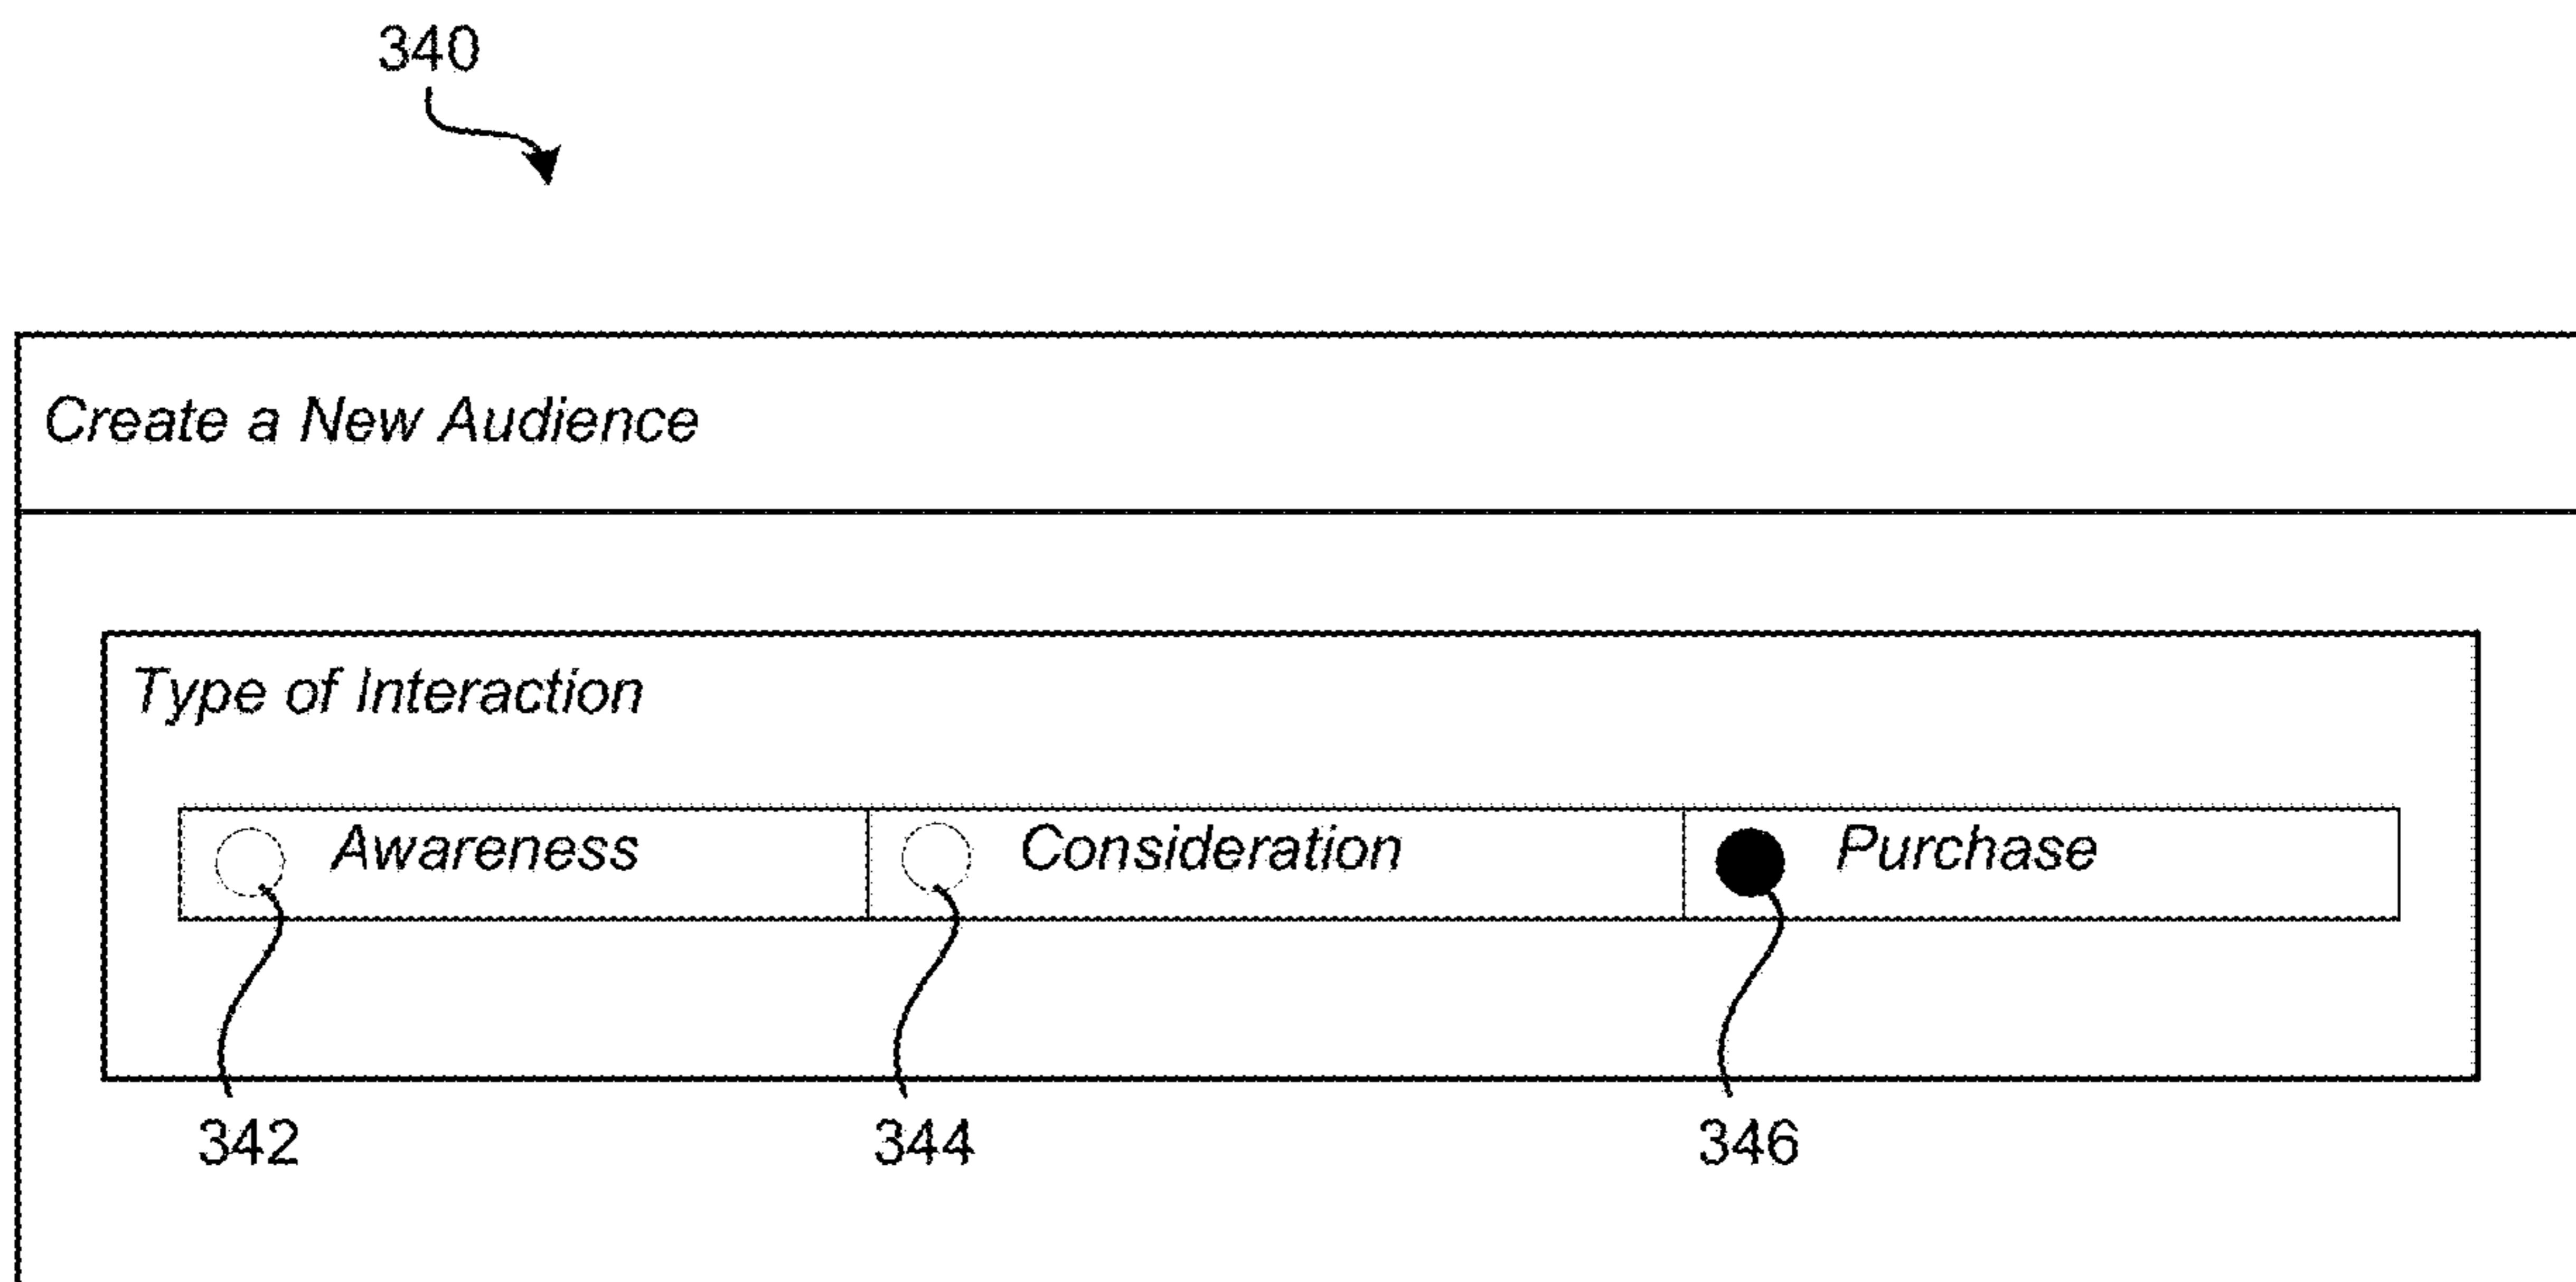 340
Create a New Audience
Type of Interaction
Awareness Consideration Purchase
342 344 346